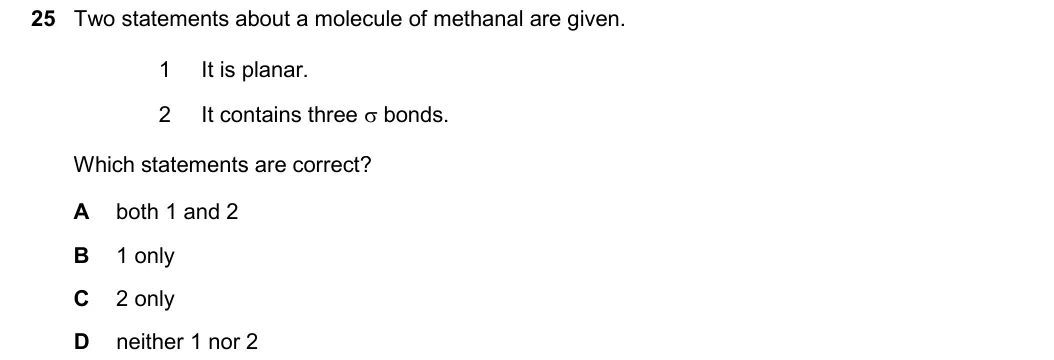 25 Two statements about a molecule of methanal are given.
1 It is planar.
2 It contains three σ bonds.
Which statements are correct?
A both 1 and 2
B 1 only
C 2 only
D neither 1 nor 2